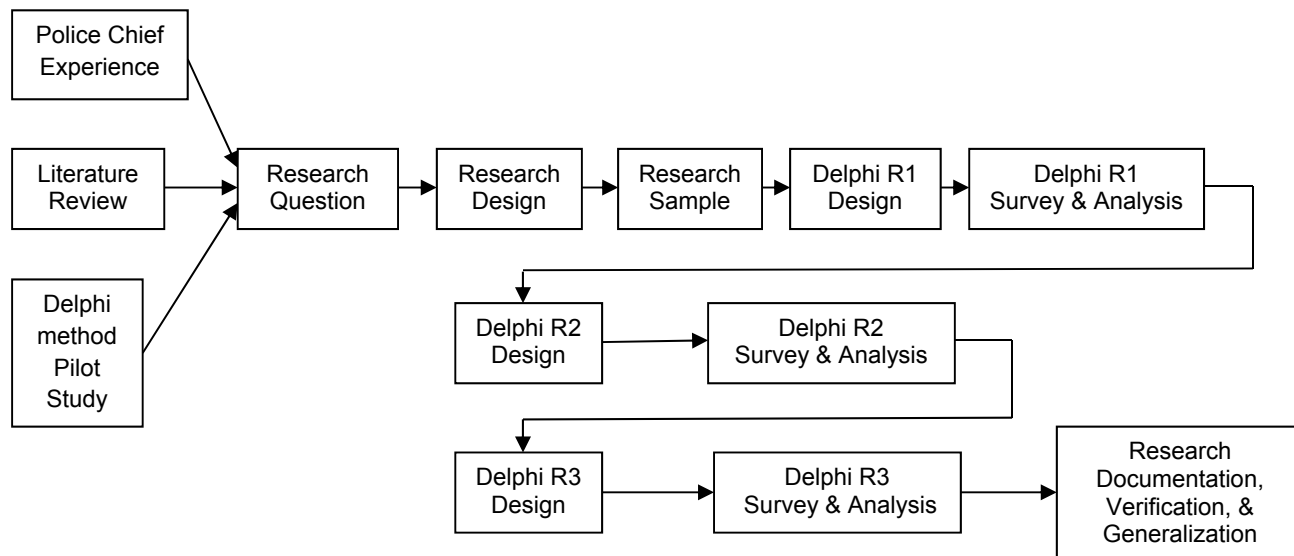 Police Chief
Experience
Literature
Review
Delphi
method
Pilot
Study
Research
Question
Research
Design
Research
Sample
Delphi R1
Design
Delphi R1
Survey & Analysis
Delphi R2
Design
Delphi R2
Survey & Analysis
Delphi R3
Design
Delphi R3
Survey & Analysis
Research
Documentation,
Verification, &
Generalization